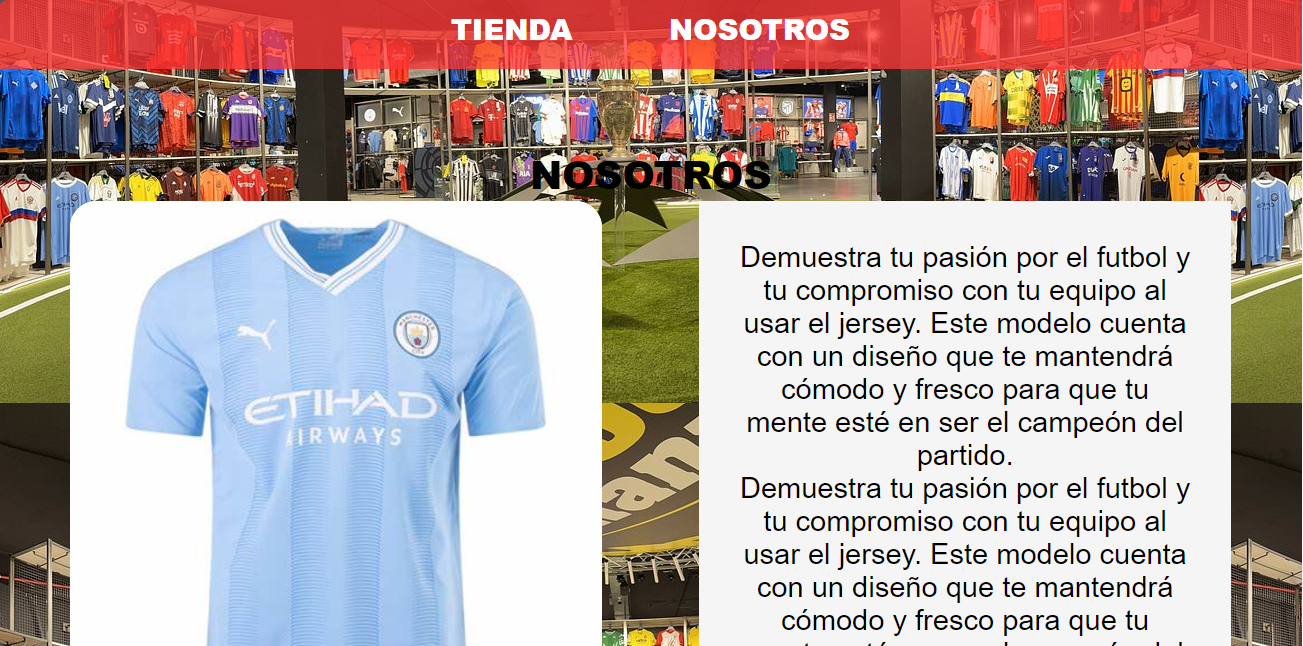 TIENDA NOSOTROS
NOSOTROS
MANCHESTER
CITY
ETIHAD
AIRWAYS
Demuestra tu pasión por el futbol y
tu compromiso con tu equipo al
usar el jersey. Este modelo cuenta
con un diseño que te mantendrá
cómodo y fresco para que tu
mente esté en ser el campeón del
partido.
Demuestra tu pasión por el futbol y
tu compromiso con tu equipo al
usar el jersey. Este modelo cuenta
con un diseño que te mantendrá
cómodo y fresco para que tu